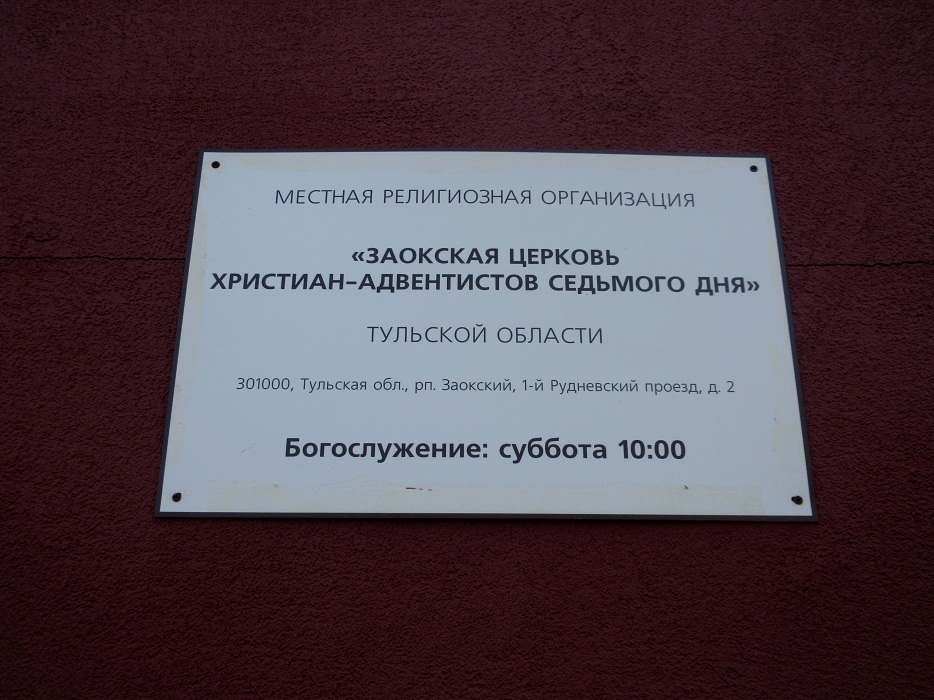 МЕСТНАЯ РЕЛИГИОЗНАЯ ОРГАНИЗАЦИЯ
«ЗАОКСКАЯ ЦЕРКОВЬ
ХРИСТИАН-АДВЕНТИСТОВ СЕДЬМОГО ДНЯ»
ТУЛЬСКОЙ ОБЛАСТИ
301000, Тульская обл., рп. Заокский, 1-й Рудневский проезд, д. 2
Богослужение: суббота 10:00